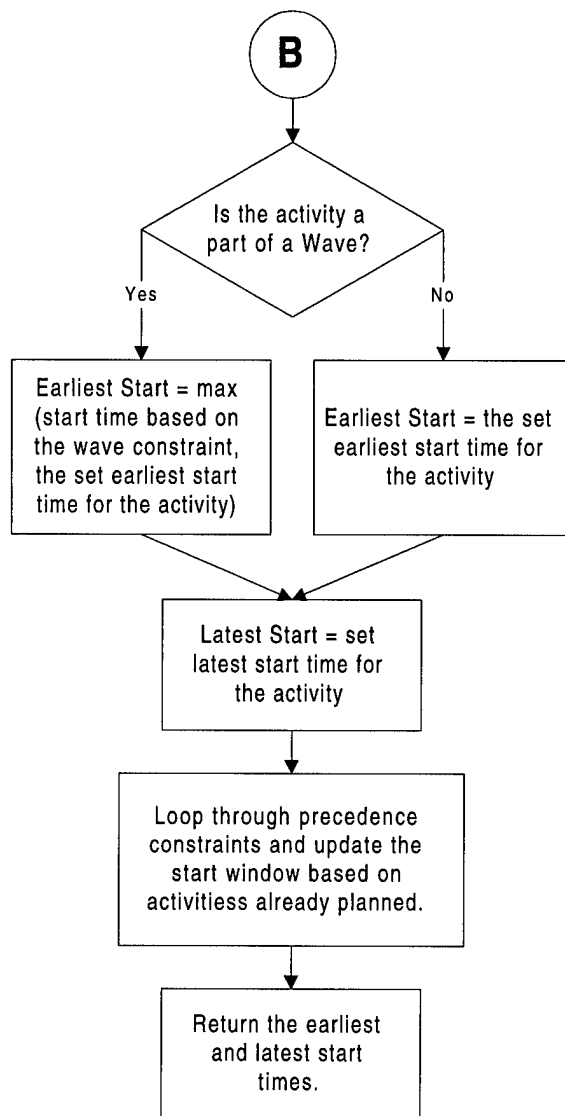 B
Is the activity a
part of a Wave?
Yes
No
Earliest Start = max
(start time based on
the wave constraint,
the set earliest start
time for the activity)
Earliest Start = the set
earliest start time for
the activity
Latest Start = set
latest start time for
the activity
Loop through precedence
constraints and update the
start window based on
activitiess already planned.
Return the earliest
and latest start
times.